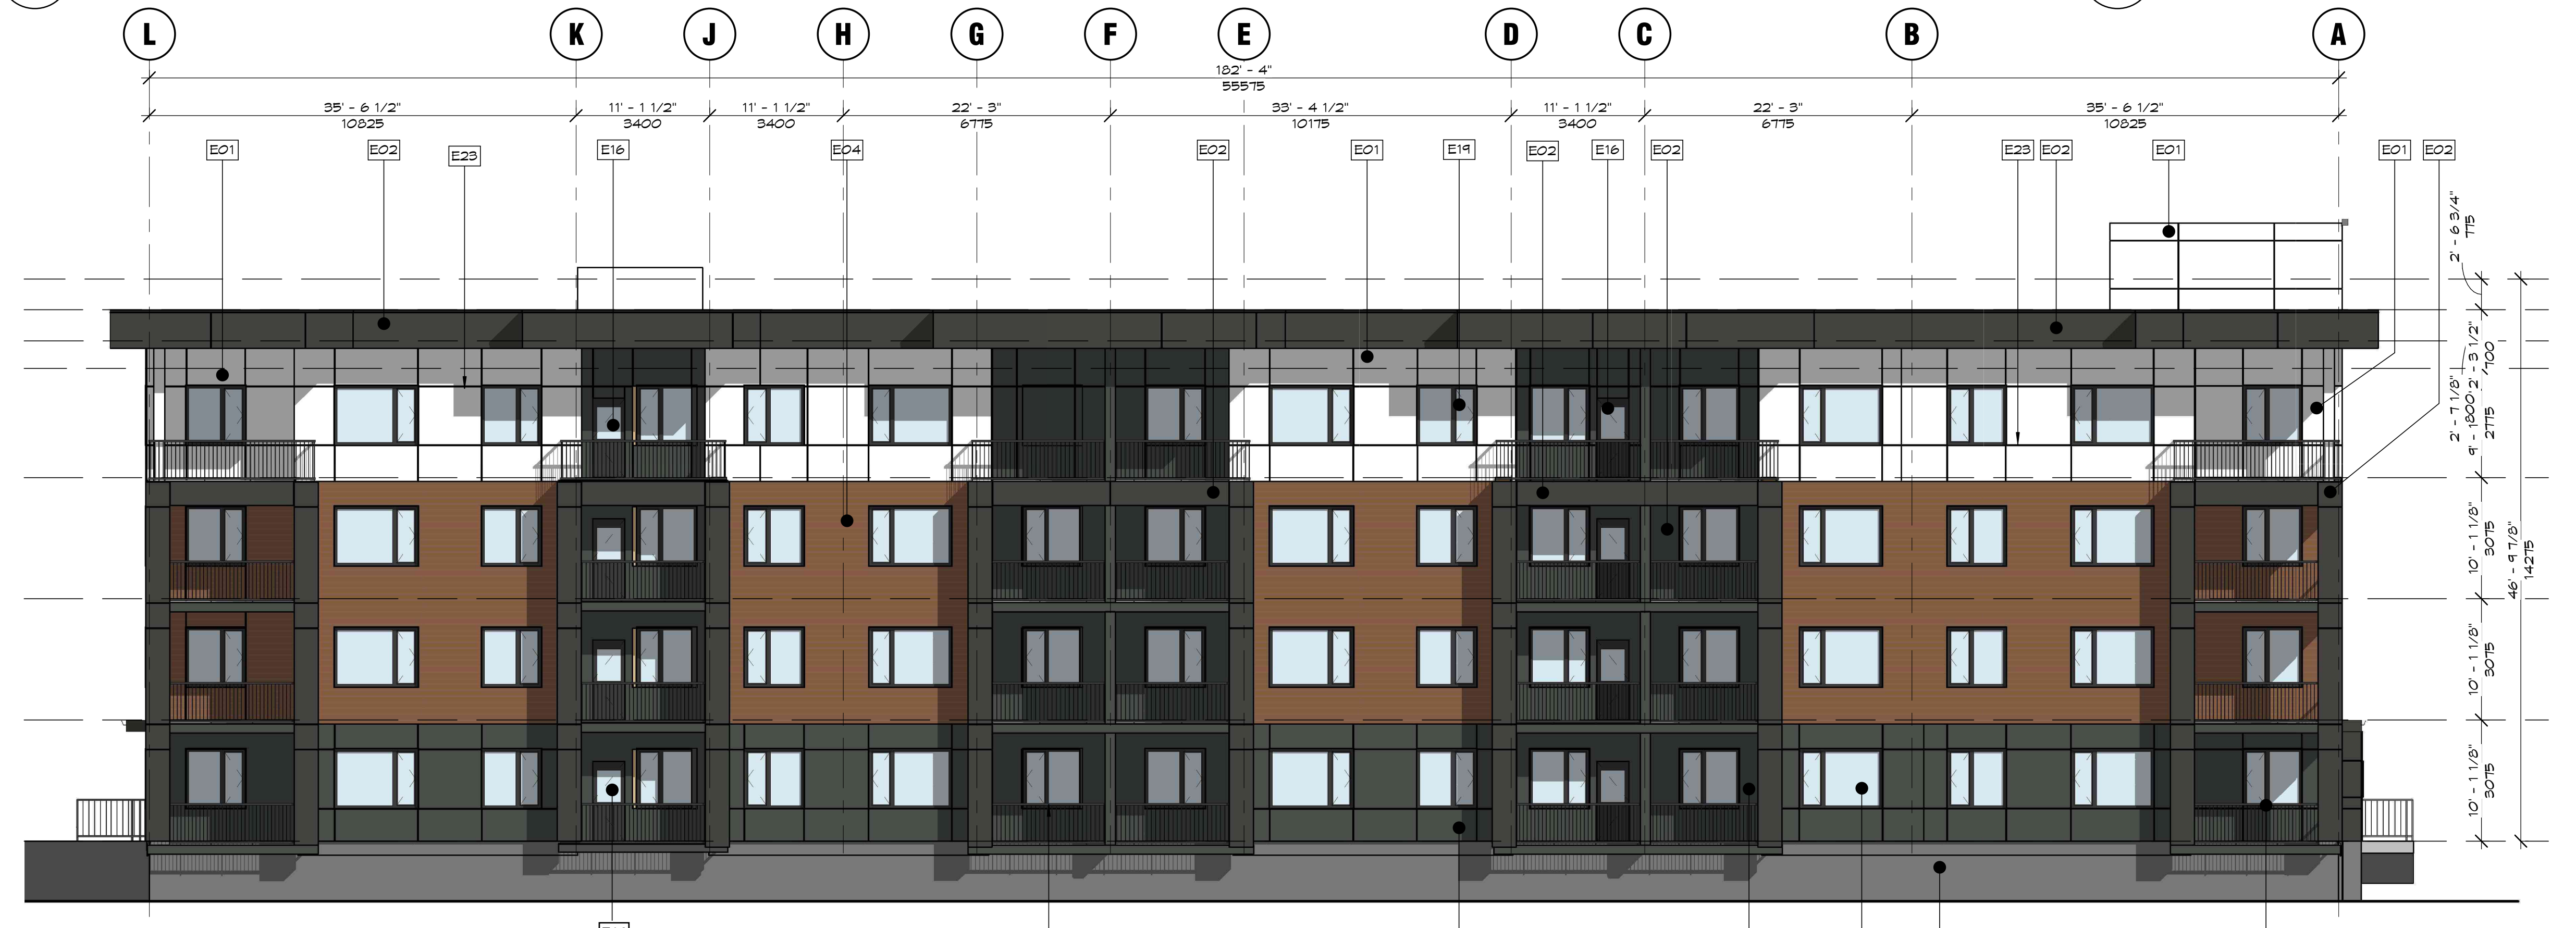 L K J H G F E D C B A
182' - 4"
55575
35' - 6 1/2" 11' - 1 1/2" 11' - 1 1/2" 22' - 3" 33' - 4 1/2" 11' - 1 1/2" 22' - 3" 35' - 6 1/2"
10825 3400 3400 6775 10175 3400 6775 10825
E01 E02 E23 E16 E04 E02 E01 E19 E02 E16 E02 E23 E02 E01 E01 E02
2' - 6 3/4"
775
2' - 3 1/2"
700
2' - 7 1/8"
800
9' - 1
2775
10' - 1 1/8"
3075
10' - 1 1/8"
3075
10' - 1 1/8"
3075
46' - 9 7/8"
14275